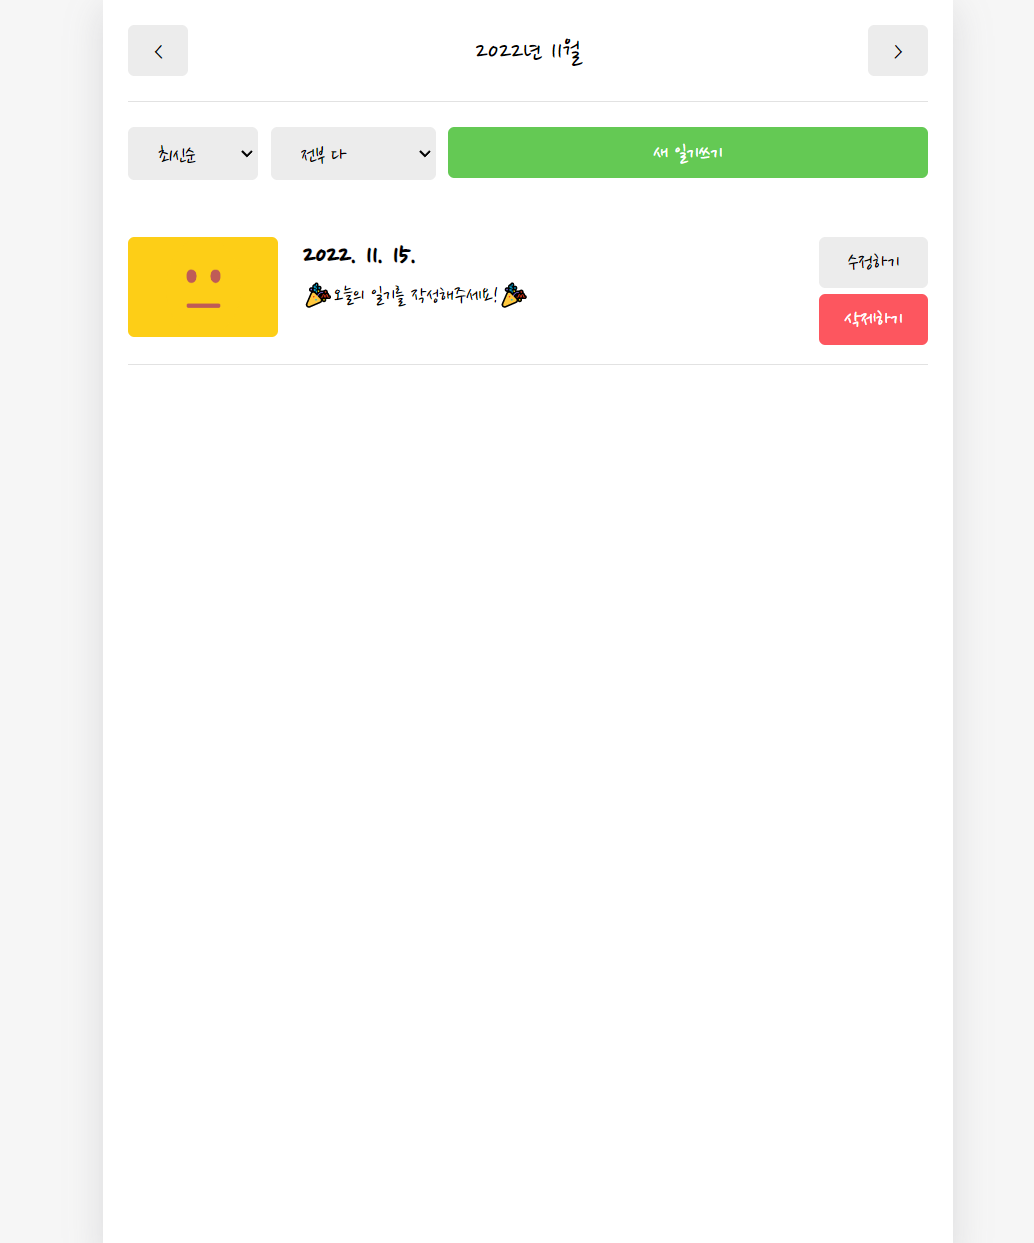 <
2022년 11월
>
최신순
전부 다
새 일기쓰기
2022. 11. 15.
🎉오늘의 일기를 작성해주세요!🎉
수정하기
삭제하기